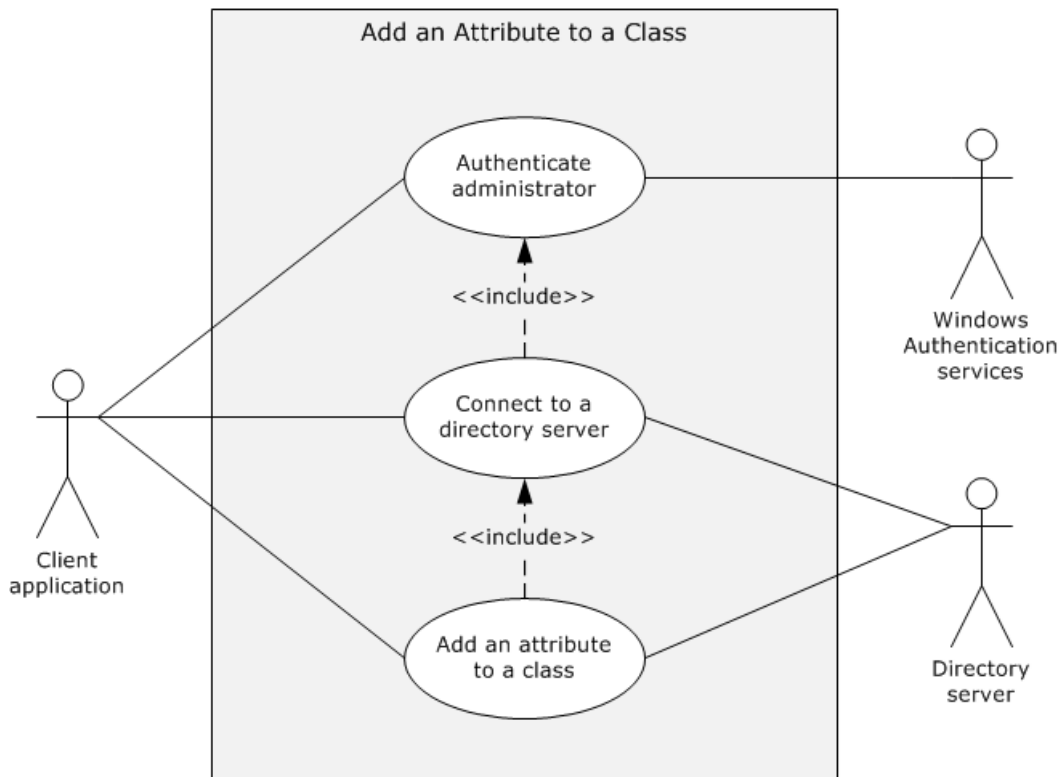 Add an Attribute to a Class
Authenticate
administrator
<<include>>
Windows
Authentication
services
Connect to a
directory server
Client
application
<<include>>
Add an attribute
to a class
Directory
server